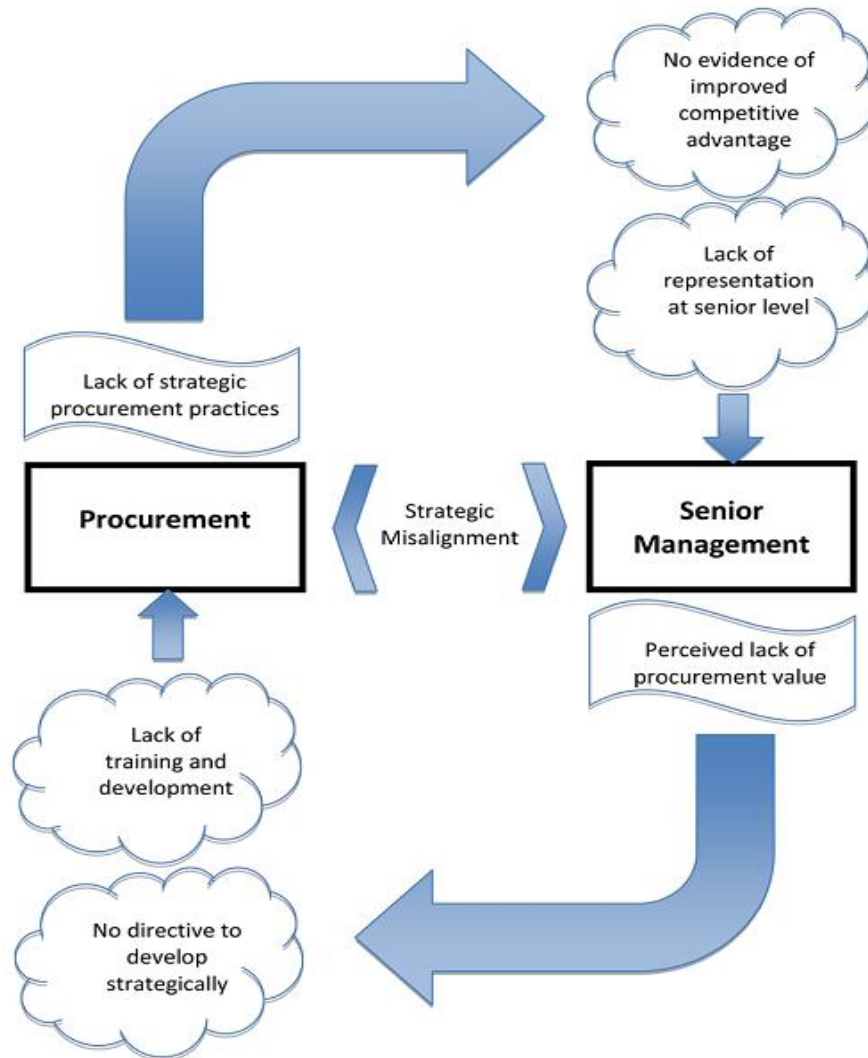 No evidence of
improved
competitive
advantage
Lack of
representation
at senior level
Lack of strategic
procurement practices
Procurement
Strategic
Misalignment
Senior
Management
Perceived lack of
procurement value
Lack of
training and
development
No directive to
develop
strategically